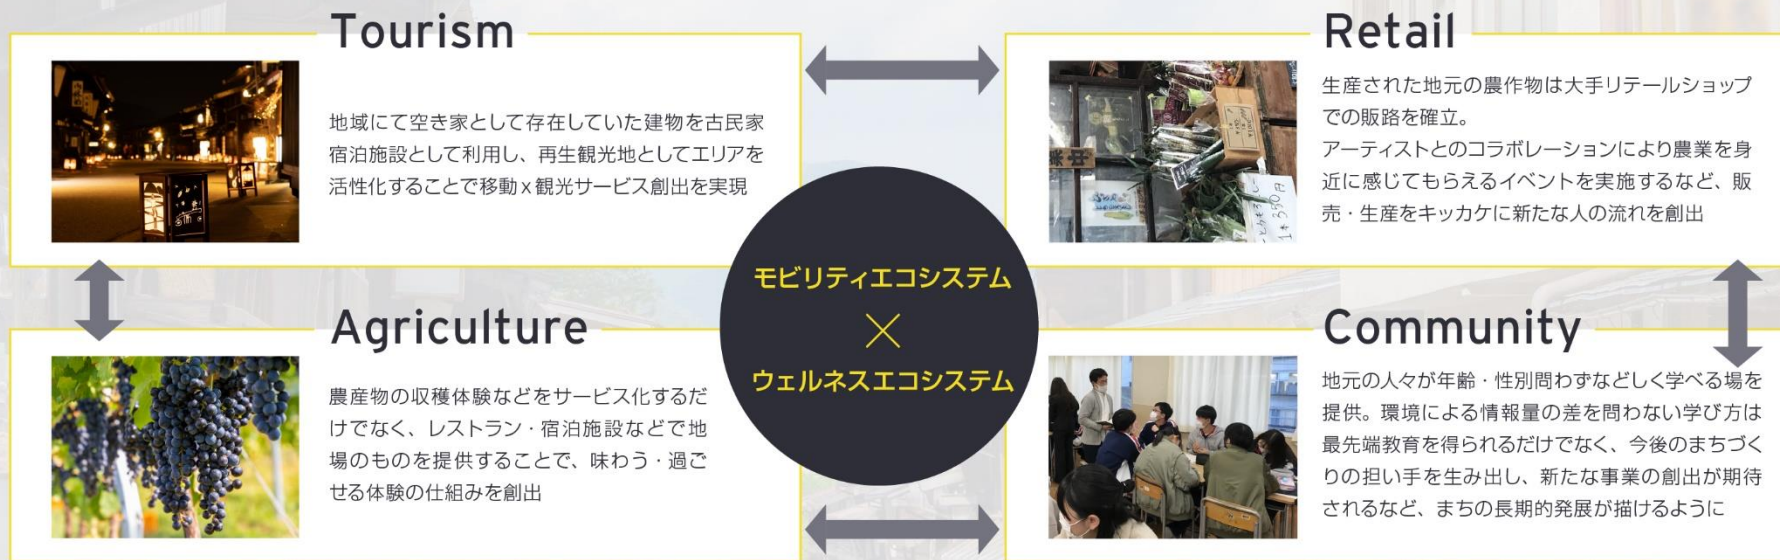 Tourism
地域にて空き家として存在していた建物を古民家
宿泊施設として利用し、再生観光地としてエリアを
活性化することで移動x観光サービス創出を実現
Retail
生産された地元の農作物は大手リテールショップ
での販路を確立。
アーティストとのコラボレーションにより農業を身
近に感じてもらえるイベントを実施するなど、販
売・生産をキッカケに新たな人の流れを創出
1キ350円
モビリティエコシステム
×
ウェルネスエコシステム
Agriculture
農産物の収穫体験などをサービス化するだ
けでなく、レストラン・宿泊施設などで地
場のものを提供することで、味わう・過ご
せる体験の仕組みを創出
Community
地元の人々が年齢・性別問わずなどしく学べる場を
提供。環境による情報量の差を問わない学び方は
最先端教育を得られるだけでなく、今後のまちづく
りの担い手を生み出し、新たな事業の創出が期待
されるなど、まちの長期的発展が描けるように